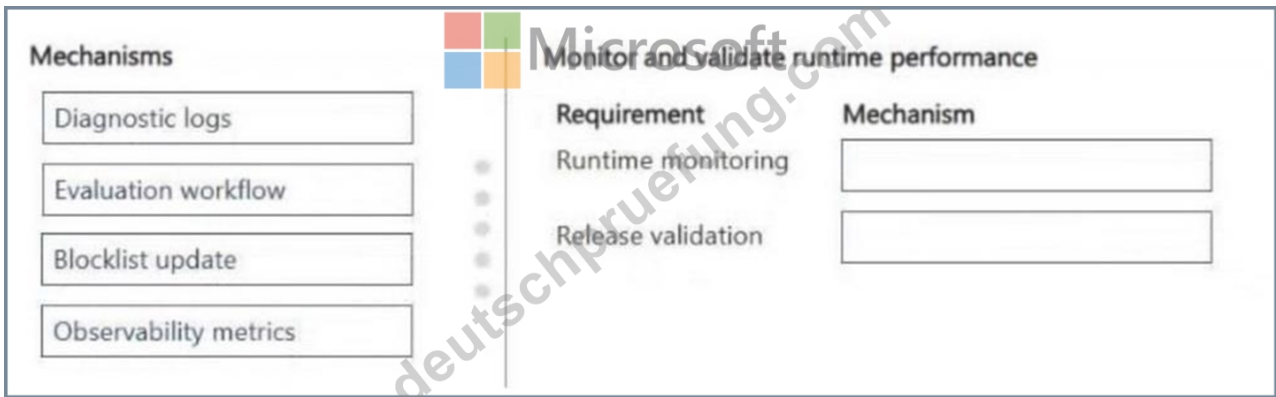 Microsoft
Mechanisms
Diagnostic logs
Evaluation workflow
Blocklist update
Observability metrics
Monitor and validate runtime performance
Requirement Mechanism
Runtime monitoring
Release validation
deutschpruefung.com